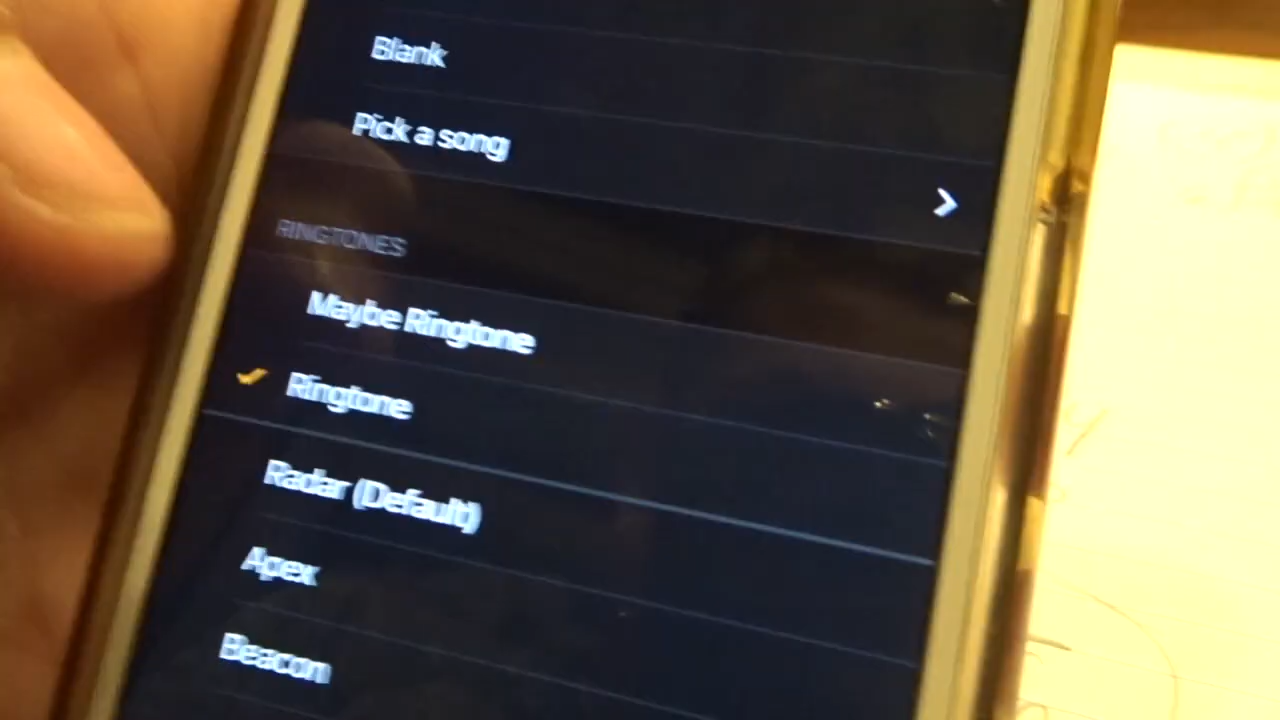 Blank
Pick a song
RINGTONES
Maybe Ringtone
Ringtone
Radar (Default)
Apex
Beacon